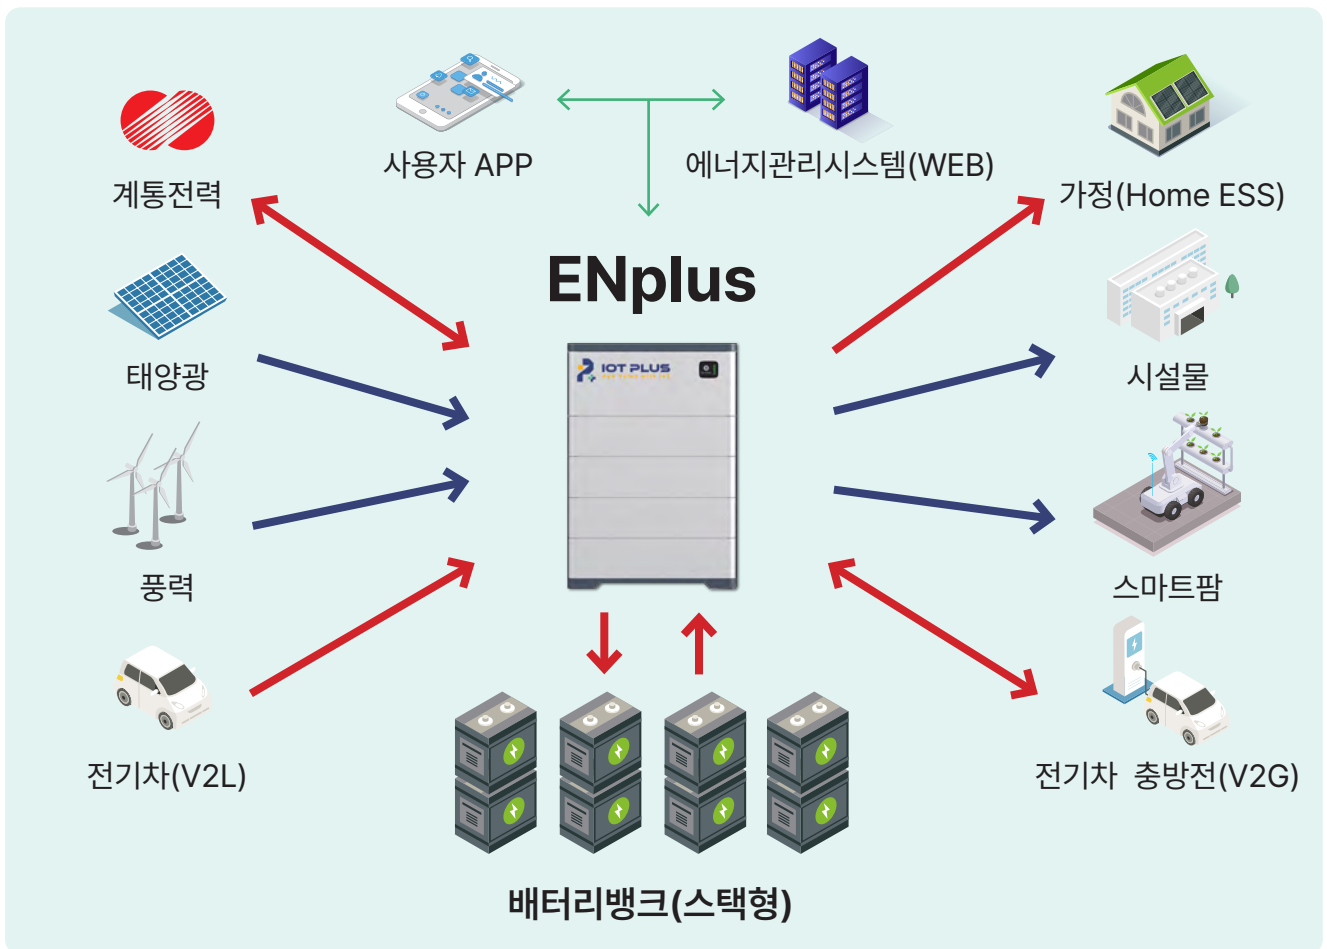 사용자 APP
에너지관리시스템(WEB)
계통전력
가정(Home ESS)
ENplus
태양광
시설물
IOT PLUS
풍력
스마트팜
전기차(V2L)
전기차 충방전(V2G)
배터리뱅크(스택형)